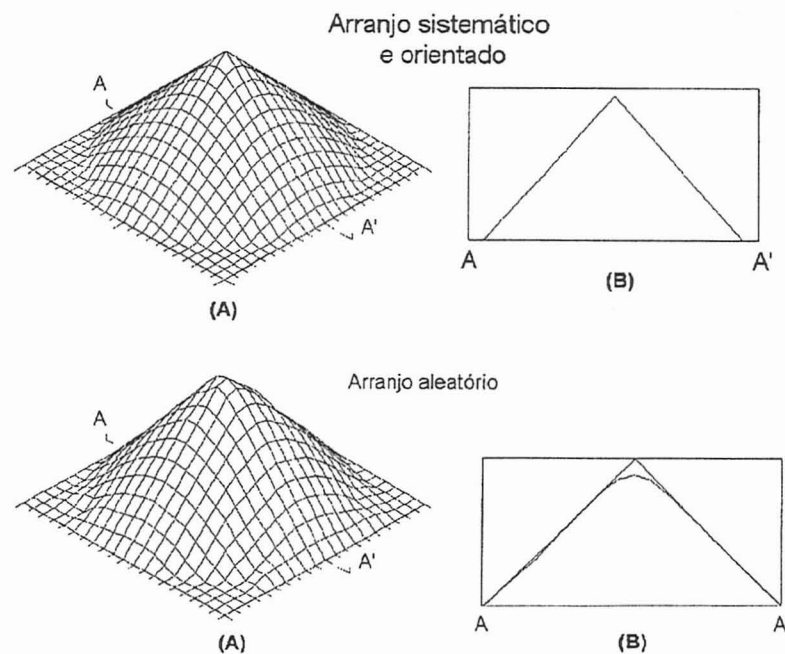 Arranjo sistemático
e orientado
A
A'
(A)
A
A'
(B)
Arranjo aleatório
A
A'
(A)
A
A
(B)